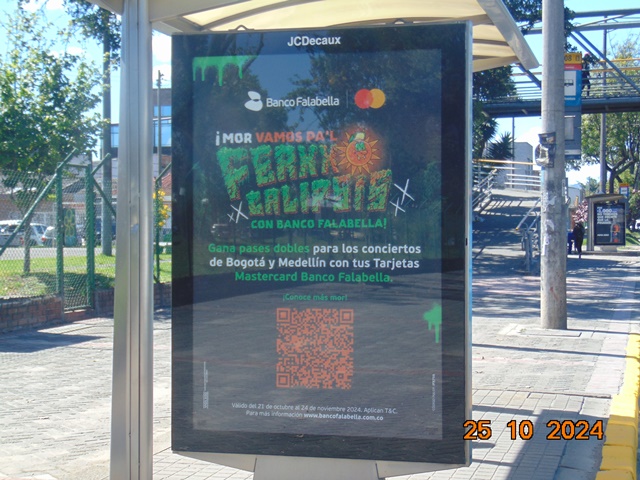 JCDecaux
Banco Falabella
¡MOR VAMOS PA'L
FERXXO
CALIPSIS
CON BANCO FALABELLA!
Gana pases dobles para los conciertos
de Bogotá y Medellín con tus Tarjetas
Mastercard Banco Falabella.
¡Conoce más mor!
Válido del 21 de octubre al 24 de noviembre 2024. Aplican T&C.
Para más información www.bancofalabella.com.co
25 10 2024